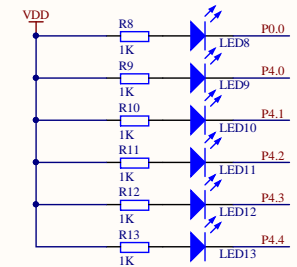 VDD
R8
1K
LED8
P0.0
R9
1K
LED9
P4.0
R10
1K
LED10
P4.1
R11
1K
LED11
P4.2
R12
1K
LED12
P4.3
R13
1K
LED13
P4.4